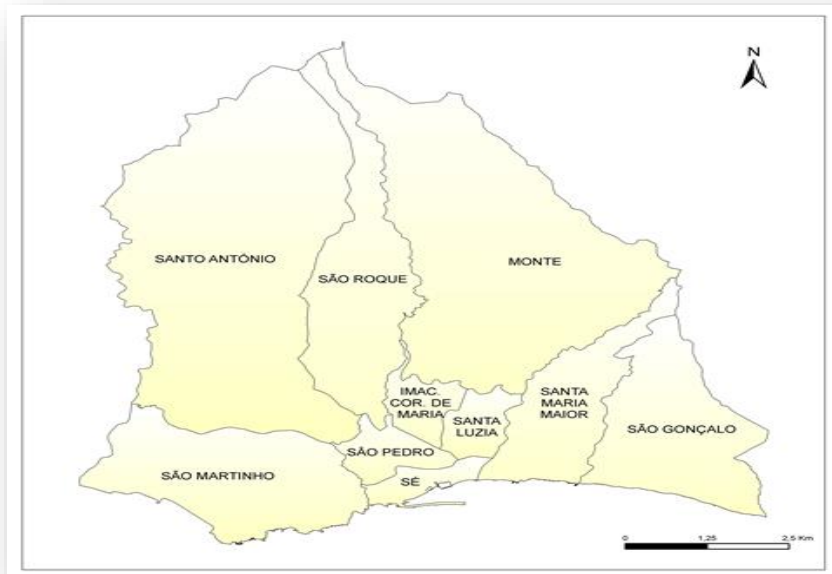 N
SANTO ANTÓNIO
SÃO ROQUE
MONTE
IMAC.
COR. DE
MARIA
SANTA
LUZIA
SANTA
MARIA
MAIOR
SÃO GONÇALO
SÃO PEDRO
SÃO MARTINHO
SÉ
0 1,25 2,5 Km